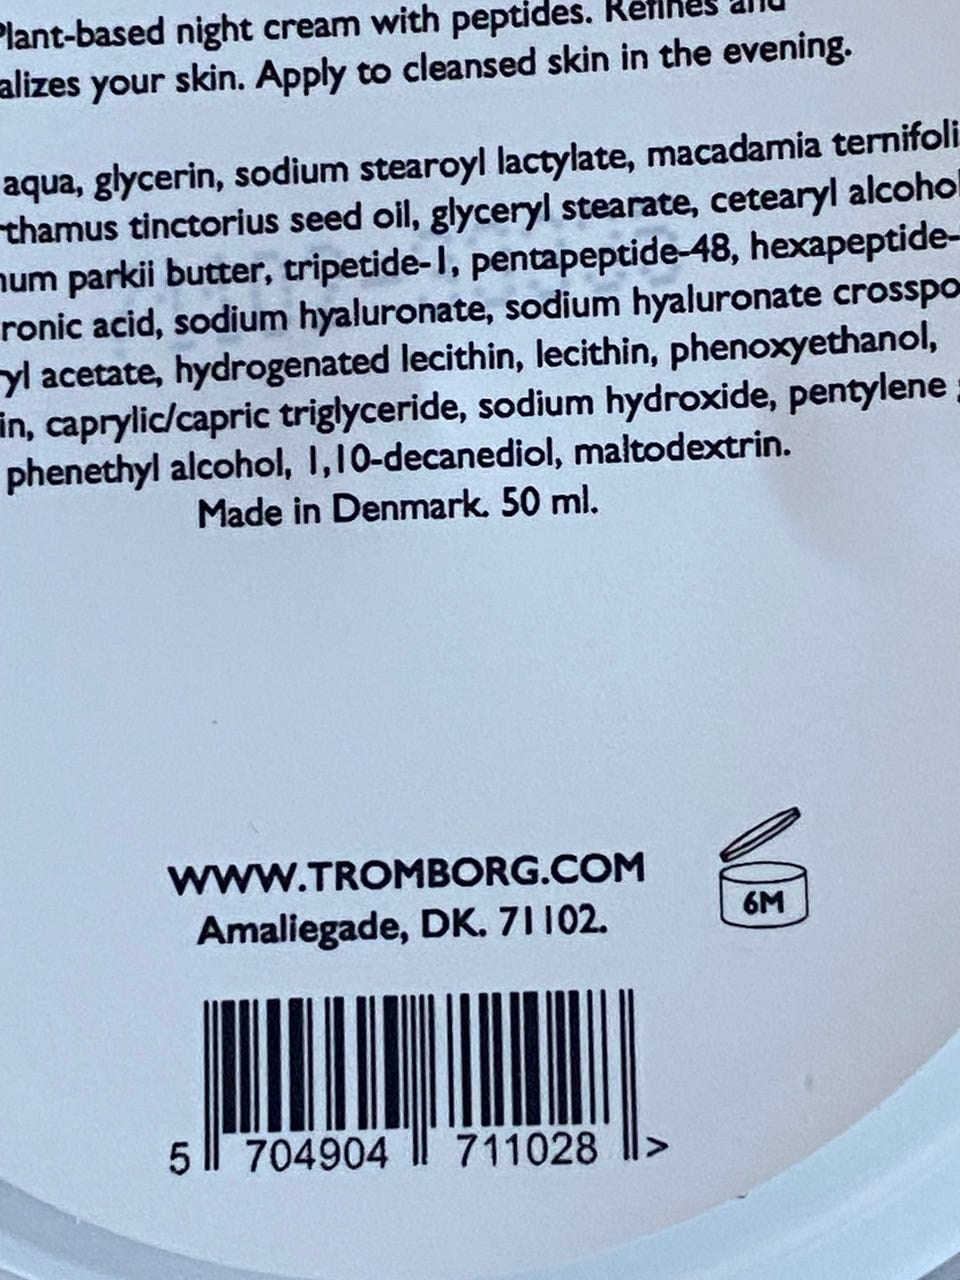 Plant-based night cream with peptides. Refines and
alizes your skin. Apply to cleansed skin in the evening.
aqua, glycerin, sodium stearoyl lactylate, macadamia ternifoli
rthamus tinctorius seed oil, glyceryl stearate, cetearyl alcohol
um parkii butter, tripetide-1, pentapeptide-48, hexapeptide-
ronic acid, sodium hyaluronate, sodium hyaluronate crosspo
yl acetate, hydrogenated lecithin, lecithin, phenoxyethanol,
in, caprylic/capric triglyceride, sodium hydroxide, pentylene
phenethyl alcohol, 1,10-decanediol, maltodextrin.
Made in Denmark. 50 ml.
WWW.TROMBORG.COM
Amaliegade, DK. 71102.
6M
5 704904 711028 >